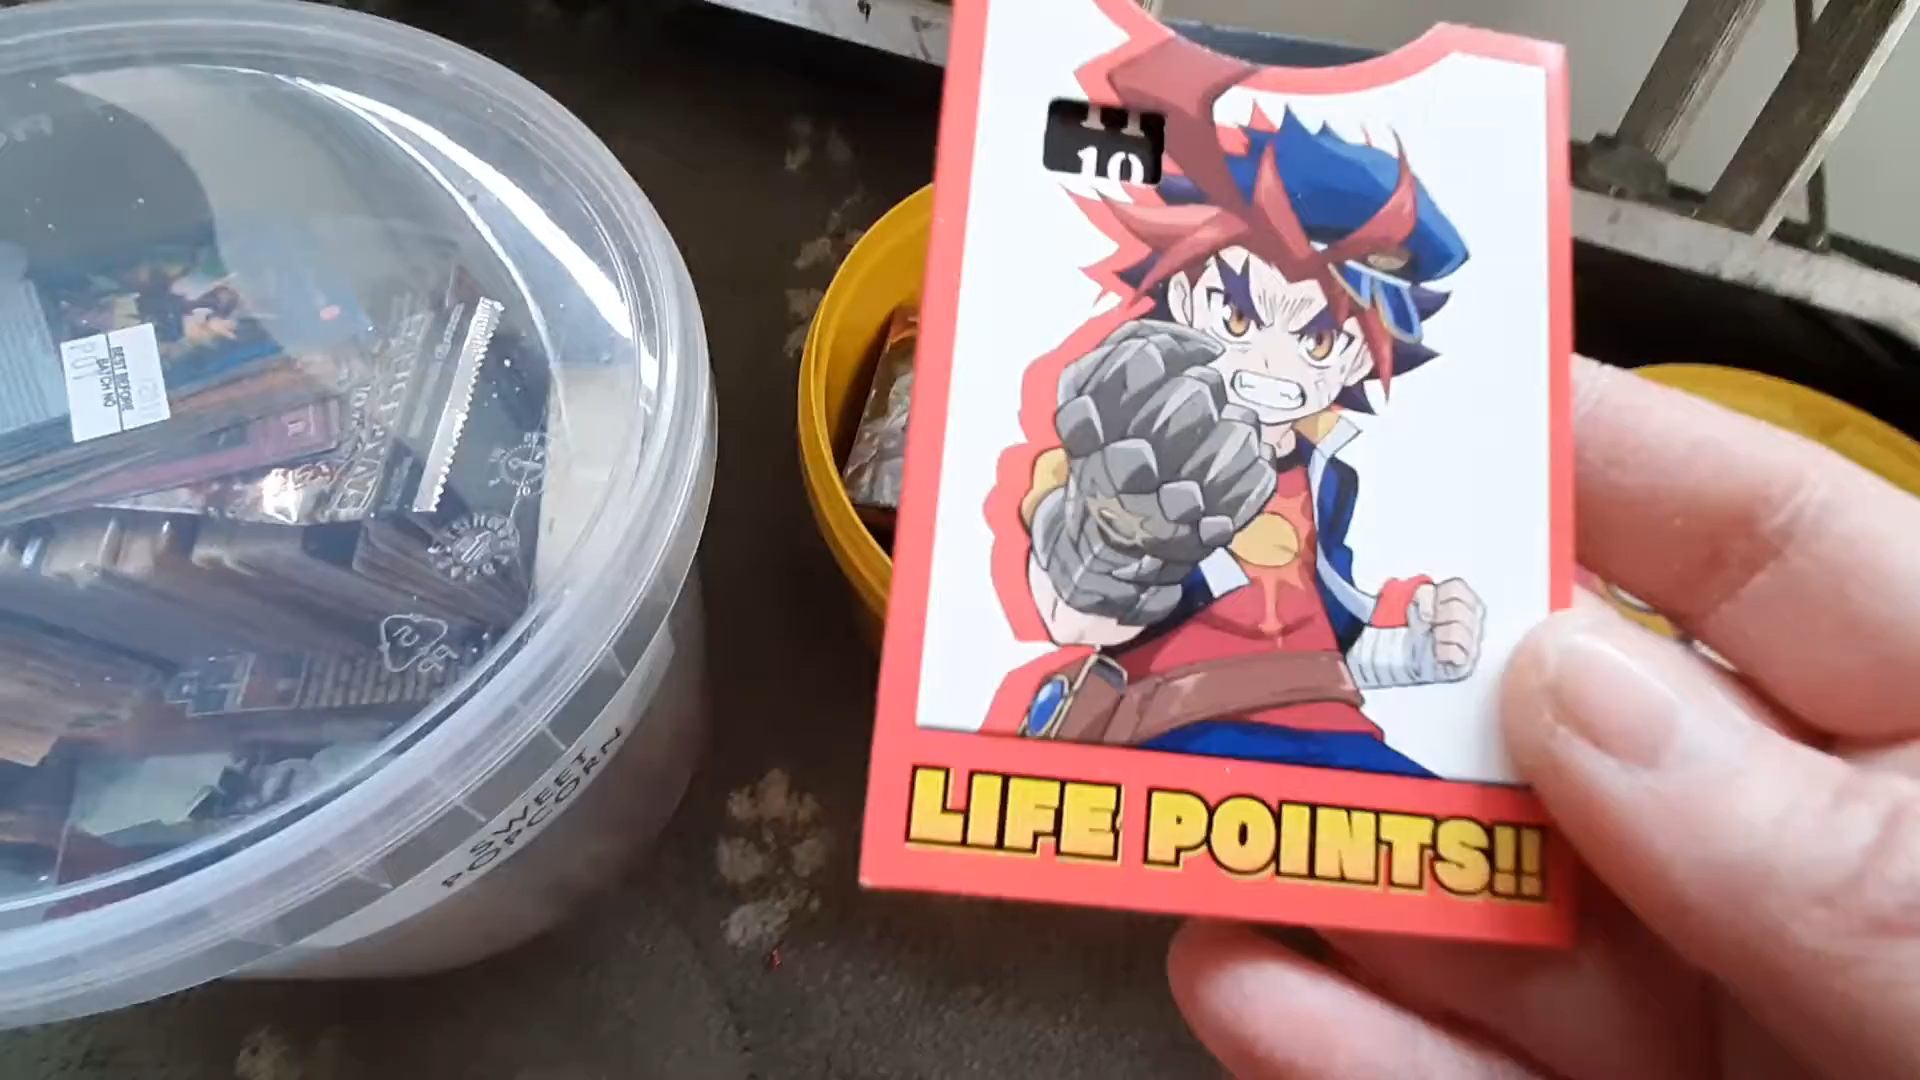 11
10
LIFE POINTS!!
BEST BEFORE
BATCH NO
SWEET
POPCORN